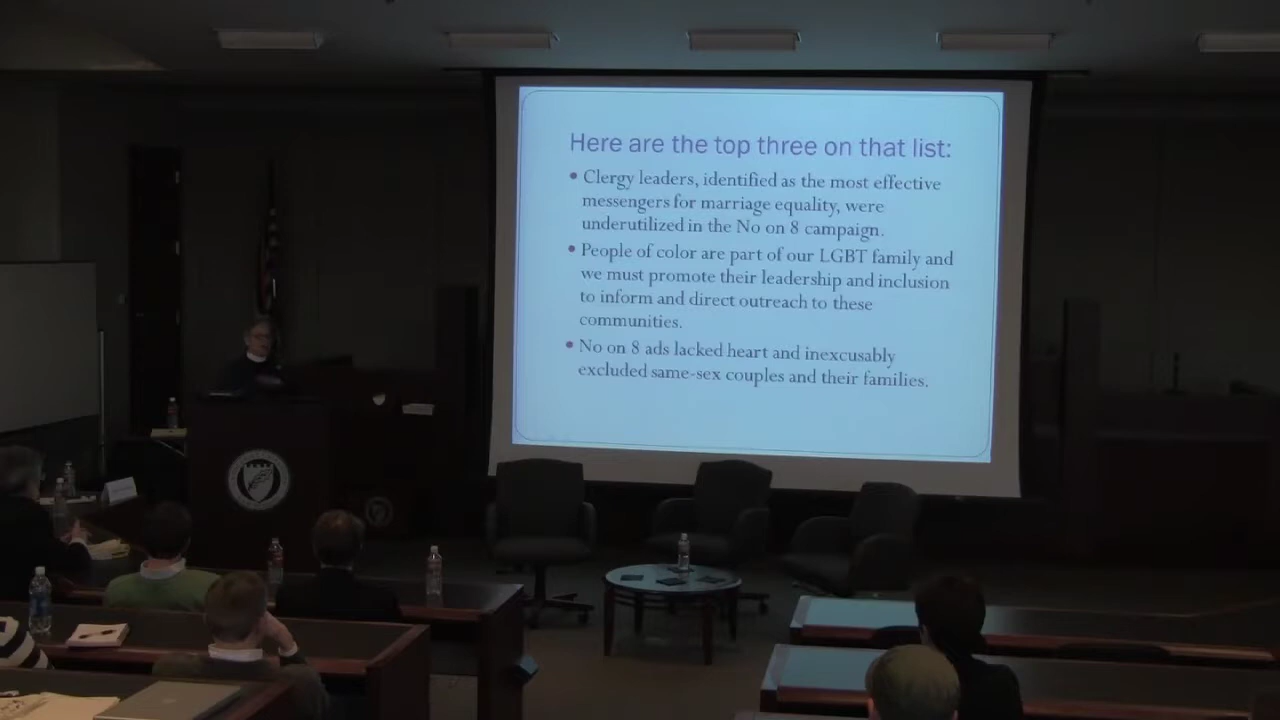 Here are the top three on that list:
• Clergy leaders, identified as the most effective
messengers for marriage equality, were
underutilized in the No on 8 campaign.
• People of color are part of our LGBT family and
we must promote their leadership and inclusion
to inform and direct outreach to these
communities.
• No on 8 ads lacked heart and inexcusably
excluded same-sex couples and their families.